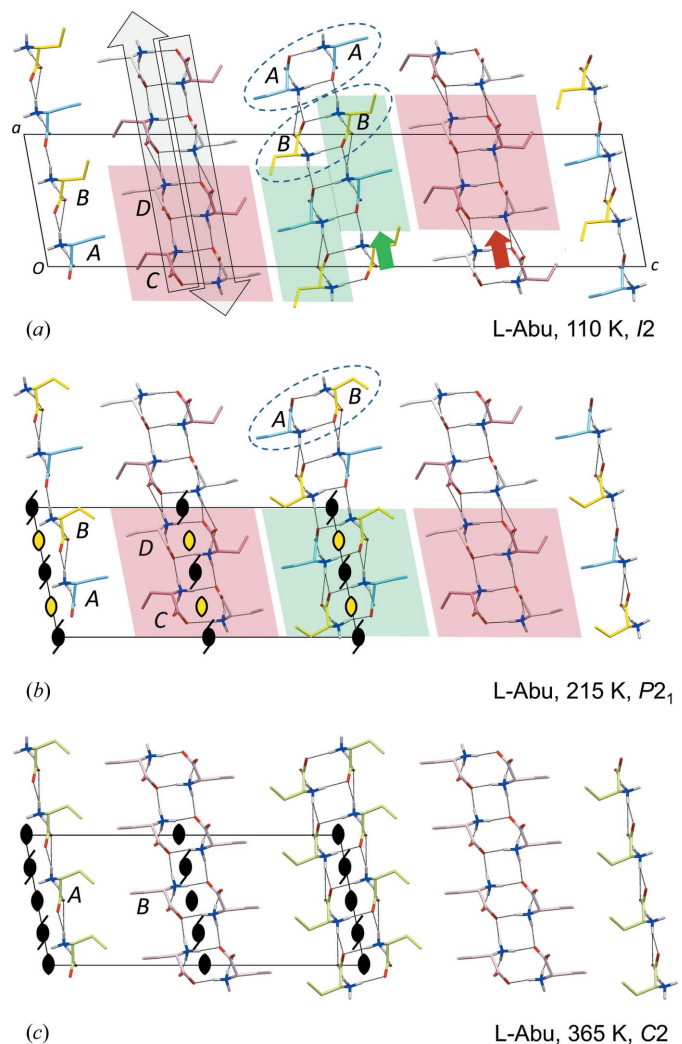 A
A
a
B
B
B
D
A
C
O
c
(a)
L-Abu, 110 K, I2
B
A
B
D
A
C
(b)
L-Abu, 215 K, P2₁
A
B
(c)
L-Abu, 365 K, C2